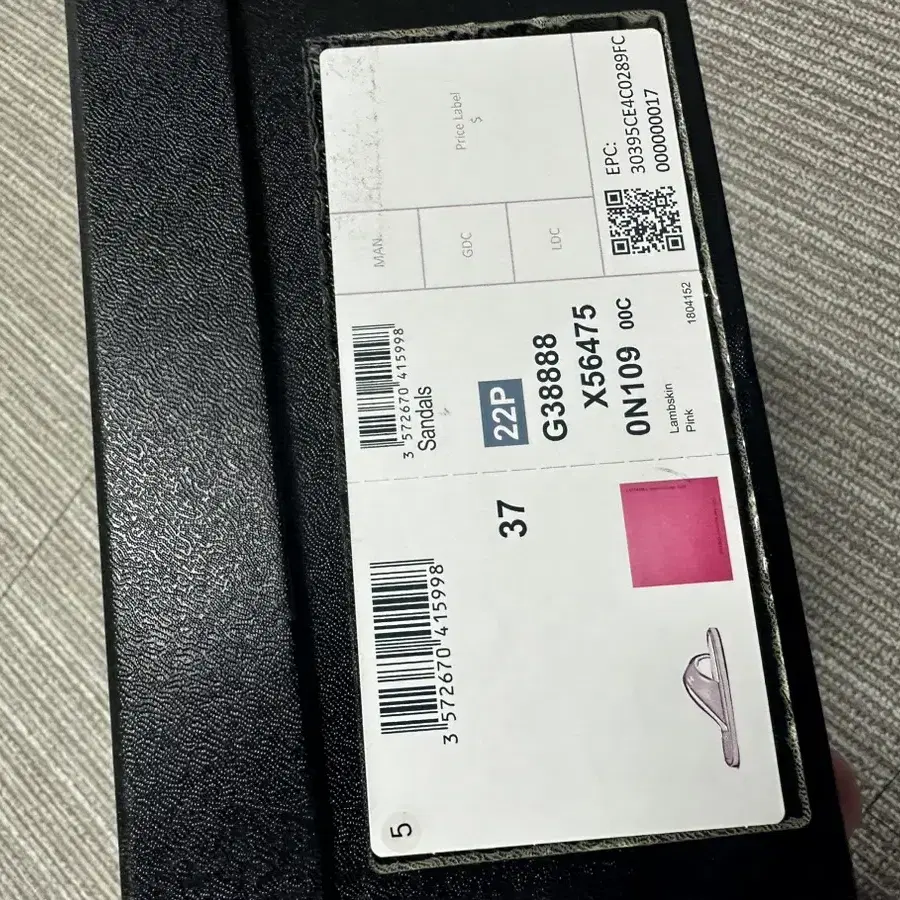 5
3 572670 415998
37
3 572670 415998
Sandals
22P
G38888
X56475
0N109 00C
Lambskin
Pink
1804152
MAN.
GDC
LDC
Price Label
$
EPC:
30395CE4C0289FC
000000017